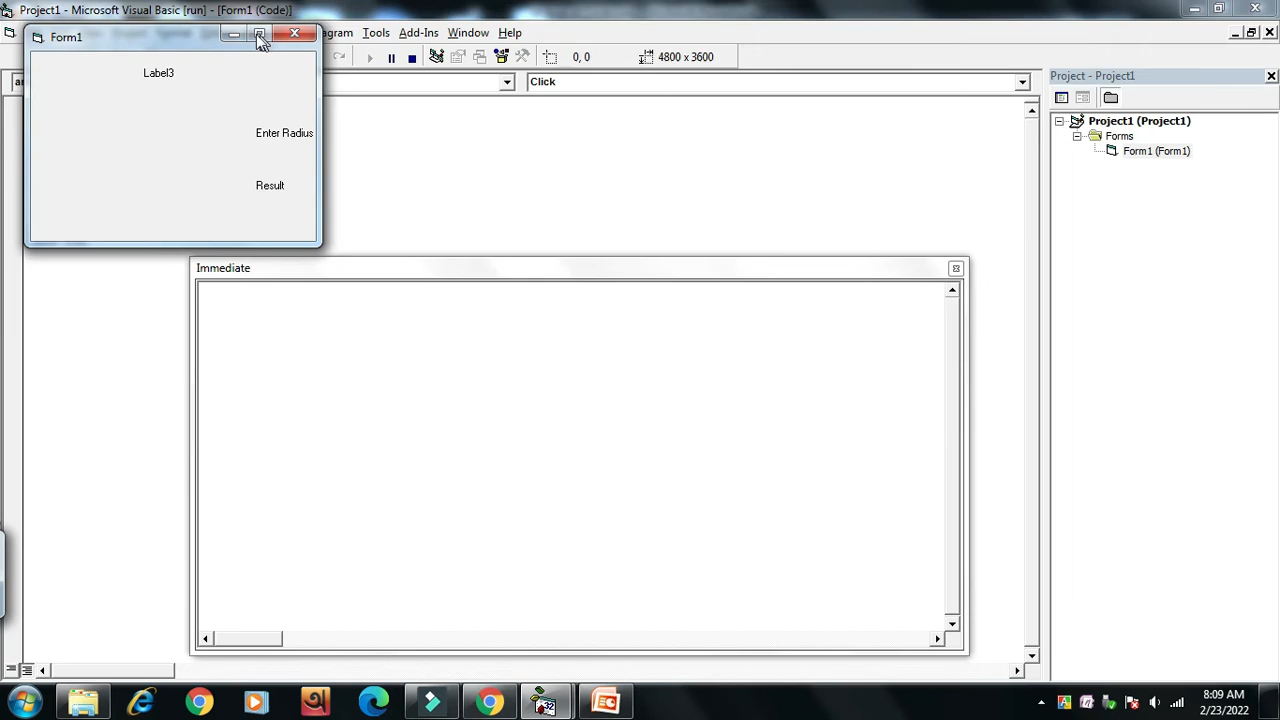 Project1 - Microsoft Visual Basic [run] - [Form1 (Code)]
Form1
Tools Add-Ins Window Help
0, 0 4800 x 3600
Click
Label3
Enter Radius
Result
Immediate
Project - Project1
Project1 (Project1)
Forms
Form1 (Form1)
32
8:09 AM
2/23/2022